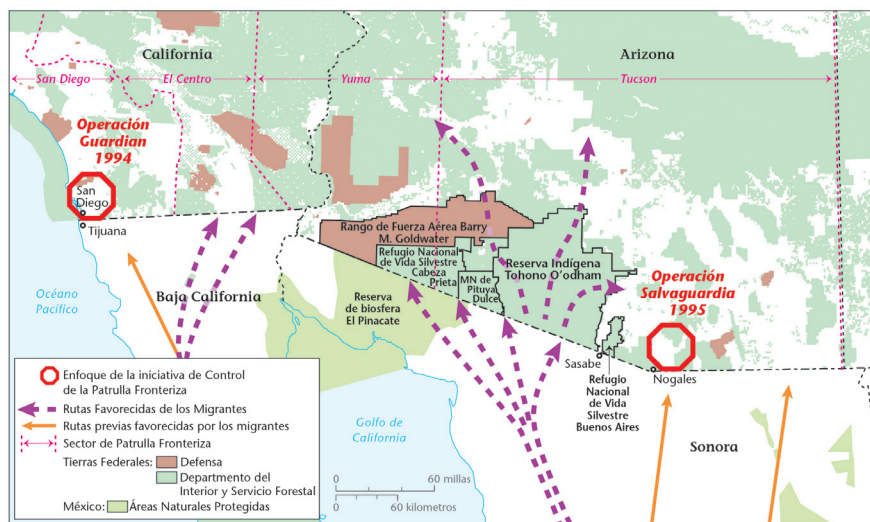 California
Arizona
San Diego
El Centro
Yuma
Tucson
Operación
Guardian
1994
San
Diego
Tijuana
Rango de Fuerza Aérea Barry
M. Goldwater
Refugio Nacional
de Vida Silvestre
Cabeza
Prieta
Reserva Indígena
Tohono O'odham
MN de
Pituyal
Dulce
Operación
Salvaguardia
1995
Océano
Pacífico
Baja California
Reserva
de biosfera
El Pinacate
Sasabe
Nogales
Refugio
Nacional
de Vida
Silvestre
Buenos Aires
Golfo de
California
Sonora
Enfoque de la iniciativa de Control
de la Patrulla Fronteriza
Rutas Favorecidas de los Migrantes
Rutas previas favorecidas por los migrantes
Sector de Patrulla Fronteriza
Tierras Federales: Defensa
Departmento del
Interior y Servicio Forestal
México: Áreas Naturales Protegidas
0 60 millas
0 60 kilometros